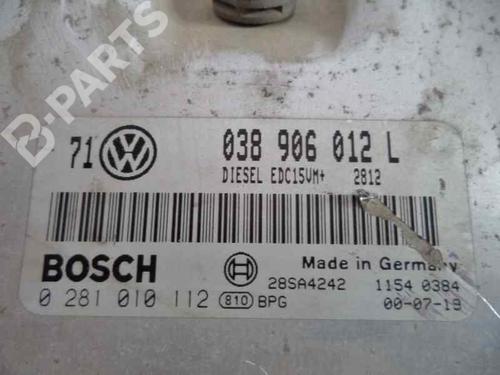 B-PARTS
71 VW 038 906 012 L
DIESEL EDC15VM+ 2812
BOSCH
Made in Germany
28SA4242 1154 0384
0 281 010 112 810 BPG 00-07-19